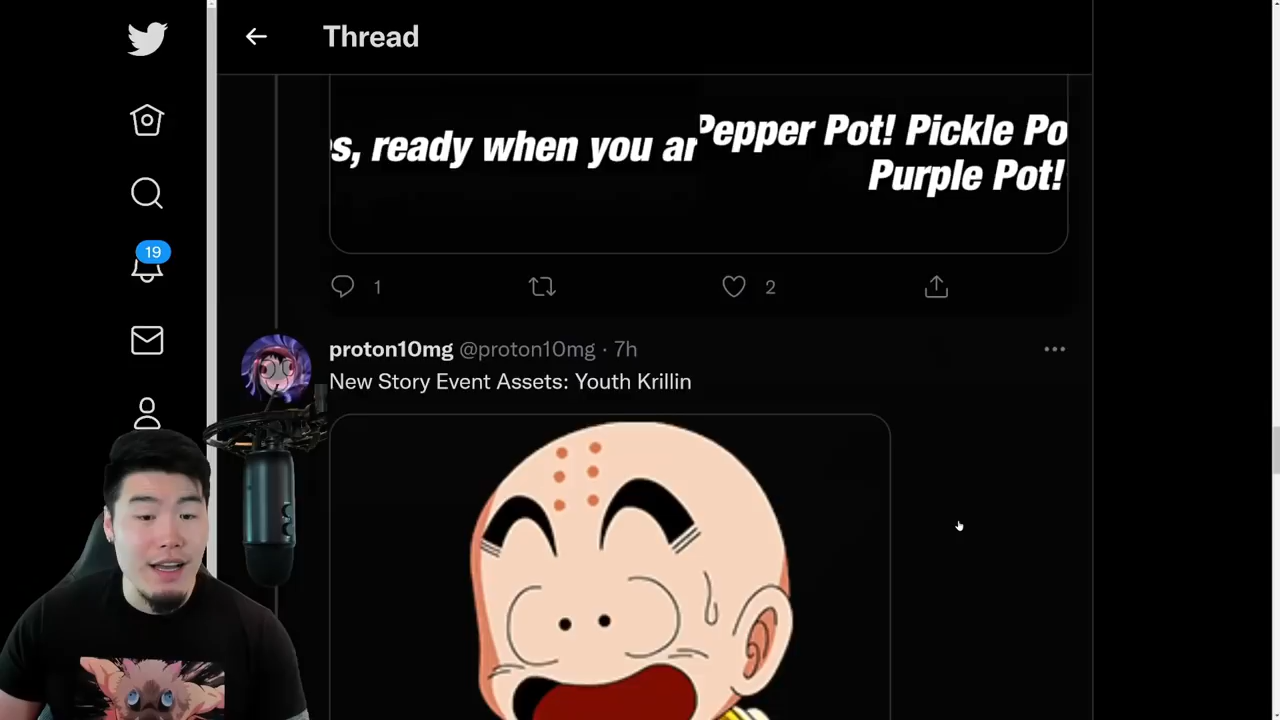 Thread
s, ready when you ar
Pepper Pot! Pickle Po
Purple Pot!
19
1
2
proton10mg @proton10mg · 7h
New Story Event Assets: Youth Krillin